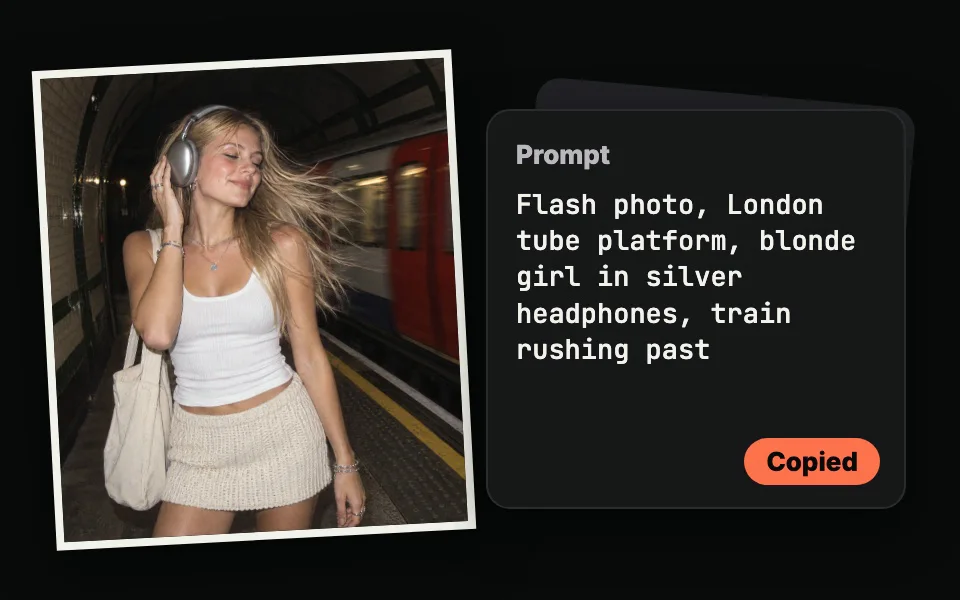 Prompt
Flash photo, London
tube platform, blonde
girl in silver
headphones, train
rushing past
Copied